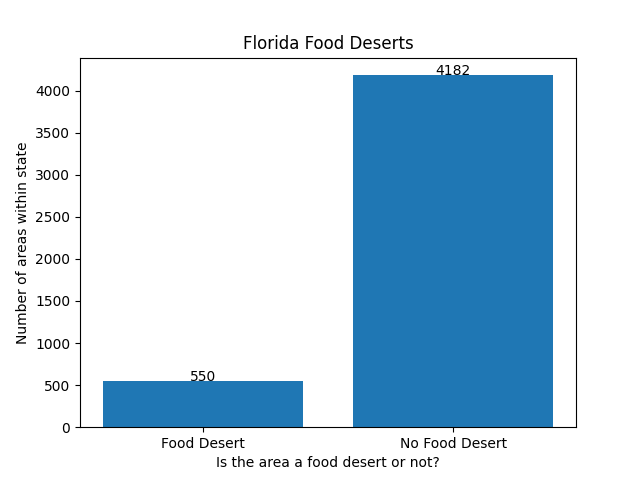 Florida Food Deserts
4182
4000
3500
3000
2500
2000
1500
1000
500
0
550
Number of areas within state
Food Desert
No Food Desert
Is the area a food desert or not?